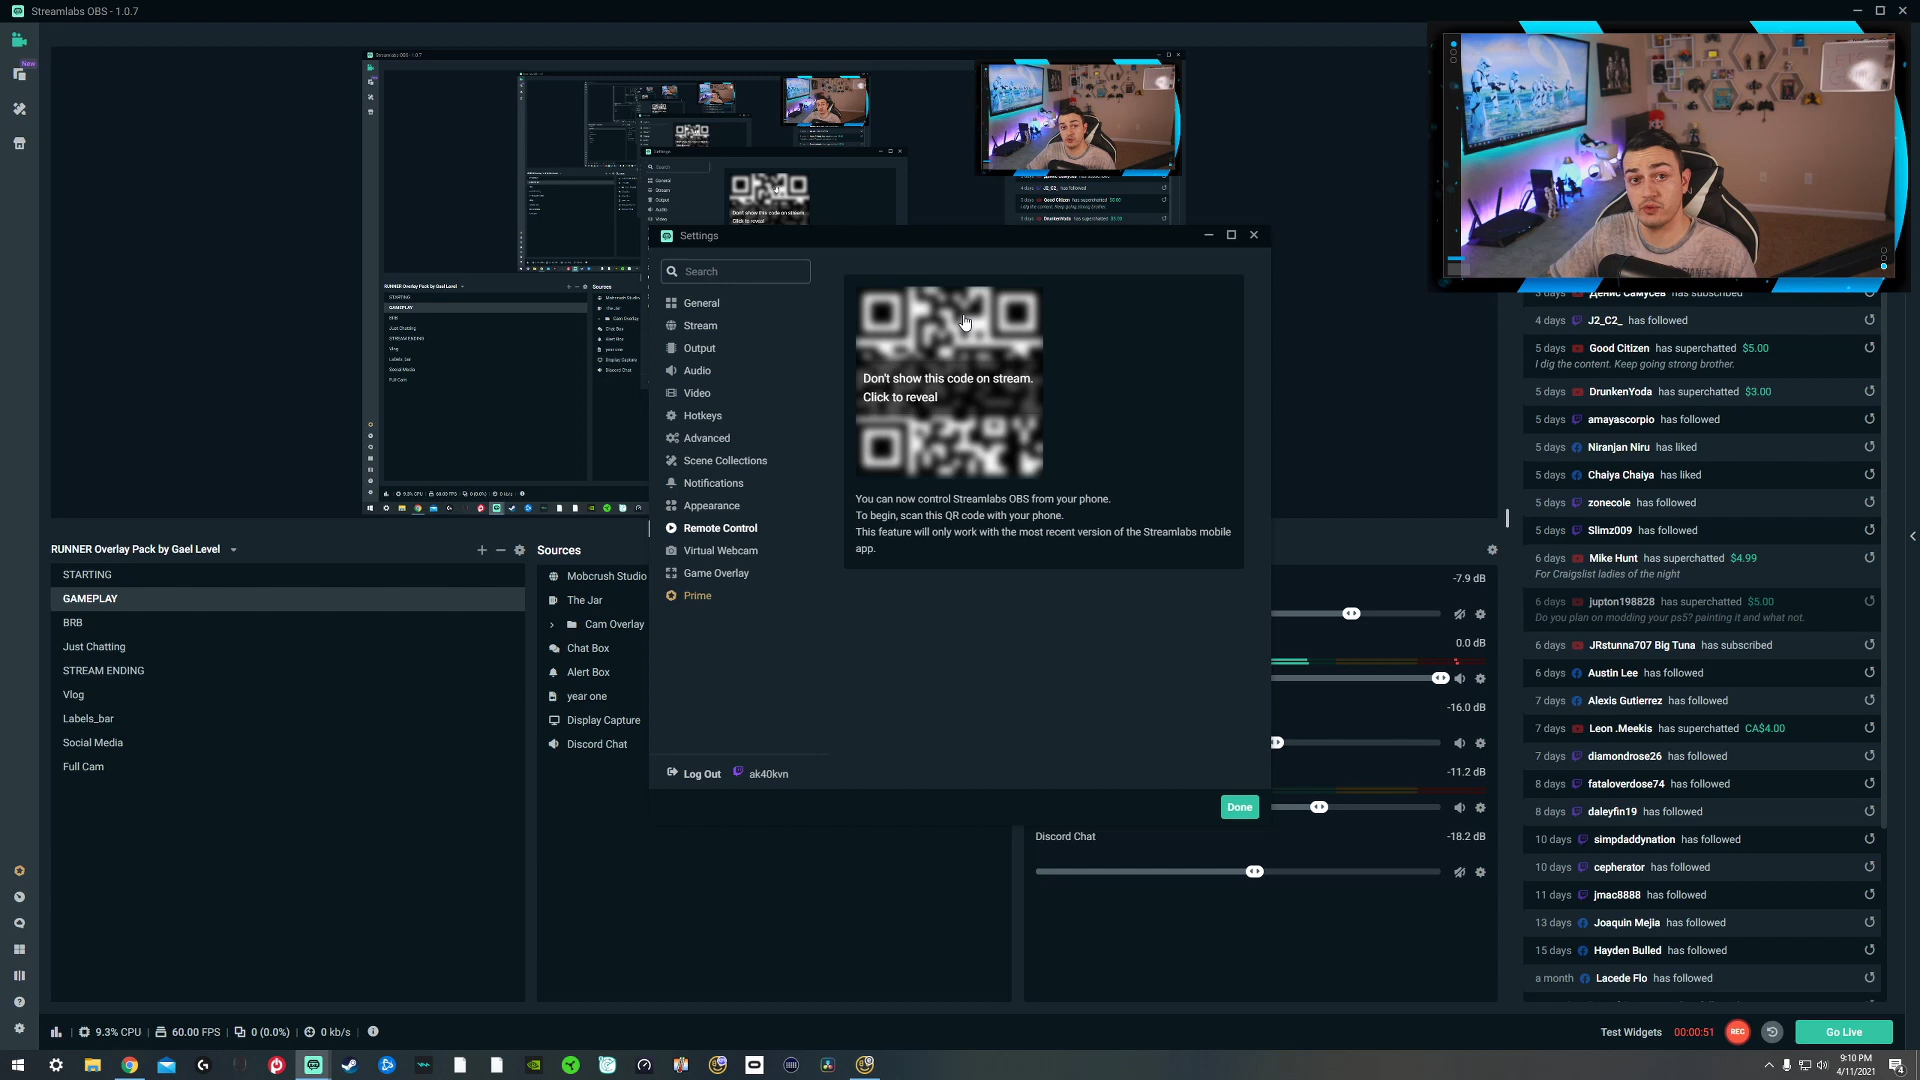 Streamlabs OBS - 1.0.7
New
Settings
Search
General
Stream
Output
Audio
Video
Hotkeys
Advanced
Scene Collections
Notifications
Appearance
Remote Control
Virtual Webcam
Game Overlay
Prime
Don't show this code on stream.
Click to reveal
You can now control Streamlabs OBS from your phone.
To begin, scan this QR code with your phone.
This feature will only work with the most recent version of the Streamlabs mobile
app.
Log Out ak40kvn
Done
RUNNER Overlay Pack by Gael Level
STARTING
GAMEPLAY
BRB
Just Chatting
STREAM ENDING
Vlog
Labels_bar
Social Media
Full Cam
Sources
Mobcrush Studio
The Jar
Cam Overlay
Chat Box
Alert Box
year one
Display Capture
Discord Chat
-7.9 dB
0.0 dB
-16.0 dB
-11.2 dB
Discord Chat -18.2 dB
5 days Денис Самусев has subscribed
4 days J2_C2_ has followed
5 days Good Citizen has superchatted $5.00
I dig the content. Keep going strong brother.
5 days DrunkenYoda has superchatted $3.00
5 days amayascorpio has followed
5 days Niranjan Niru has liked
5 days Chaiya Chaiya has liked
5 days zonecole has followed
5 days Slimz009 has followed
6 days Mike Hunt has superchatted $4.99
For Craigslist ladies of the night
6 days jupton198828 has superchatted $5.00
Do you plan on modding your ps5? painting it and what not.
6 days JRstunna707 Big Tuna has subscribed
6 days Austin Lee has followed
7 days Alexis Gutierrez has followed
7 days Leon .Meekis has superchatted CA$4.00
7 days diamondrose26 has followed
8 days fataloverdose74 has followed
8 days daleyfin19 has followed
10 days simpdaddynation has followed
10 days cepherator has followed
11 days jmac8888 has followed
13 days Joaquin Mejia has followed
15 days Hayden Bulled has followed
a month Lacede Flo has followed
9.3% CPU 60.00 FPS 0 (0.0%) 0 kb/s
Test Widgets 00:00:51 REC Go Live
9:10 PM
4/11/2021